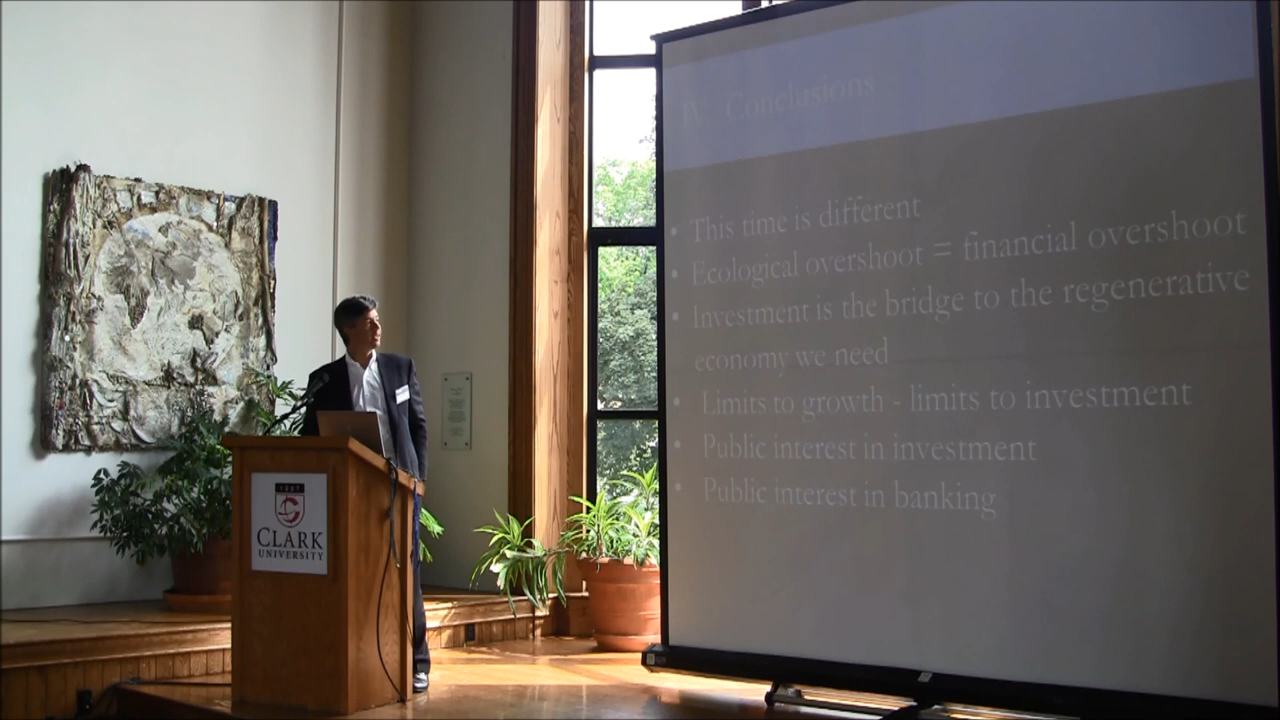 IV. Conclusions
• This time is different
• Ecological overshoot = financial overshoot
• Investment is the bridge to the regenerative
economy we need
• Limits to growth - limits to investment
• Public interest in investment
• Public interest in banking
1887
CLARK
UNIVERSITY